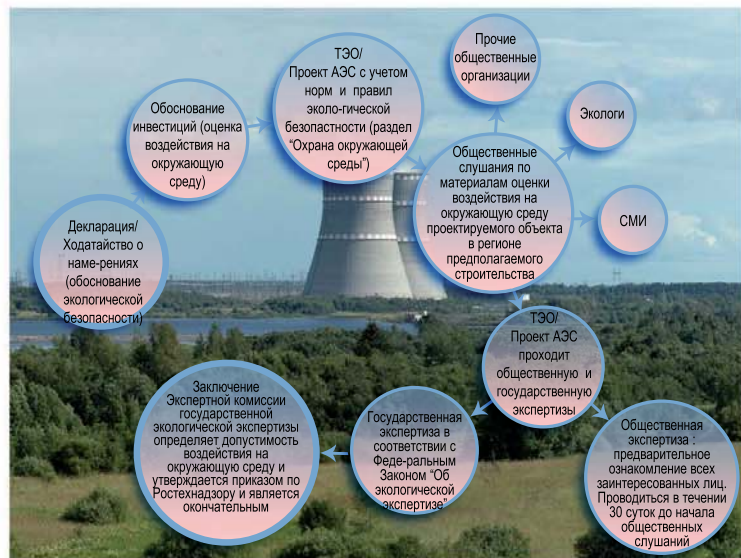 Декларация/
Ходатайство о
наме-рениях
(обоснование
экологической
безопасности)
Обоснование
инвестиций (оценка
воздействия на
окружающую
среду)
ТЭО/
Проект АЭС с учетом
норм и правил
эколо-гической
безопастности (раздел
“Охрана окружающей
среды”)
Общественные
слушания по
материалам оценки
воздействия на
окружающую среду
проектируемого объекта
в регионе
предполагаемого
строительства
Прочие
общественные
организации
Экологи
СМИ
ТЭО/
Проект АЭС
проходит
общественную и
государственную
экспертизы
Общественная
экспертиза :
предварительное
ознакомление всех
заинтересованных лиц.
Проводиться в течении
30 суток до начала
общественных
слушаний
Государственная
экспертиза в
соответствии с
Феде-ральным
Законом “Об
экологической
экспертизе”
Заключение
Экспертной комиссии
государственной
экологической экспертизы
определяет допустимость
воздействия на
окружающую среду и
утверждается приказом по
Ростехнадзору и является
окончательным